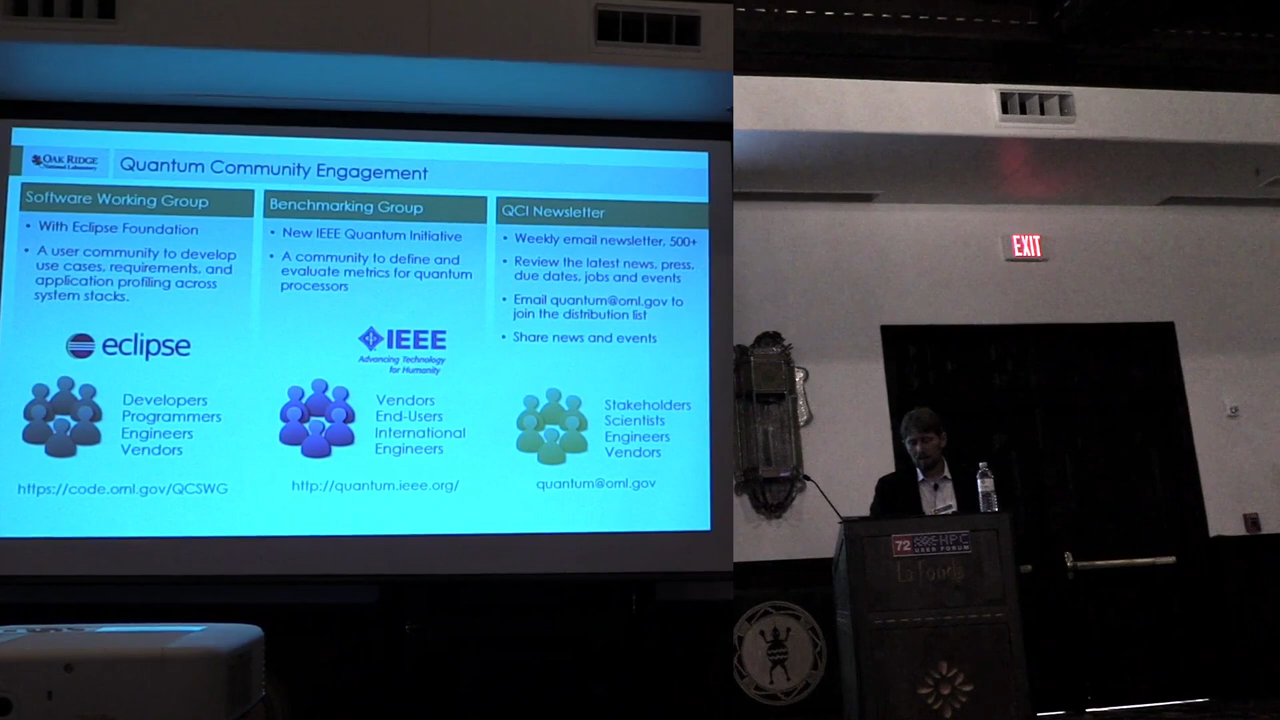 OAK RIDGE
National Laboratory
Quantum Community Engagement
Software Working Group
• With Eclipse Foundation
• A user community to develop
use cases, requirements, and
application profiling across
system stacks.
eclipse
Developers
Programmers
Engineers
Vendors
https://code.ornl.gov/QCSWG
Benchmarking Group
• New IEEE Quantum Initiative
• A community to define and
evaluate metrics for quantum
processors
IEEE
Advancing Technology
for Humanity
Vendors
End-Users
International
Engineers
http://quantum.ieee.org/
QCI Newsletter
• Weekly email newsletter, 500+
• Review the latest news, press,
due dates, jobs and events
• Email quantum@ornl.gov to
join the distribution list
• Share news and events
Stakeholders
Scientists
Engineers
Vendors
quantum@ornl.gov
EXIT
72 HPC
USER FORUM
La Fonda